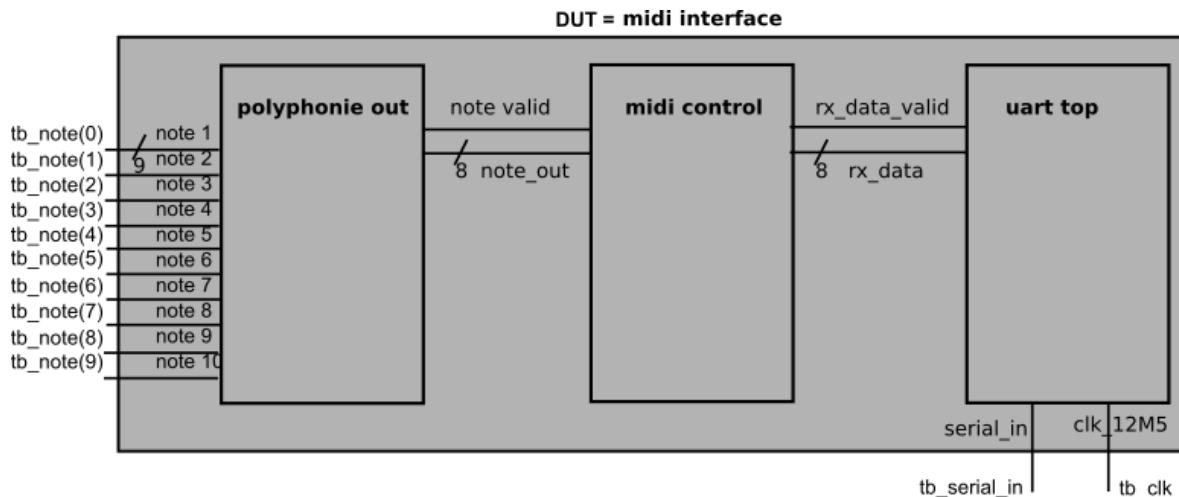 DUT = midi interface
polyphonie out
note valid
midi control
rx_data_valid
uart top
tb_note(0)
note 1
9
tb_note(1)
note 2
8
note_out
8
rx_data
tb_note(2)
note 3
tb_note(3)
note 4
tb_note(4)
note 5
tb_note(5)
note 6
tb_note(6)
note 7
tb_note(7)
note 8
tb_note(8)
note 9
tb_note(9)
note 10
serial_in
clk_12M5
tb_serial_in
tb_clk